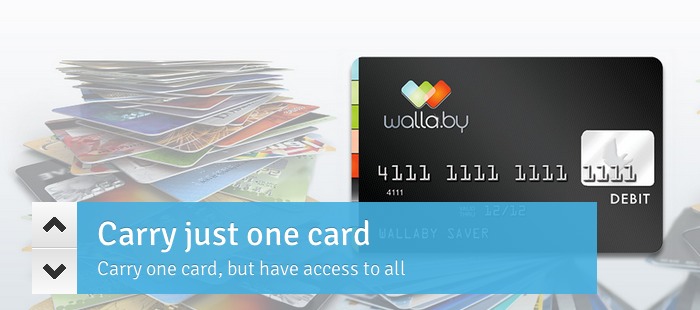 walla.by
4111 1111 1111 1111
4111
DEBIT
12/12
WALLABY SAVER
Carry just one card
Carry one card, but have access to all